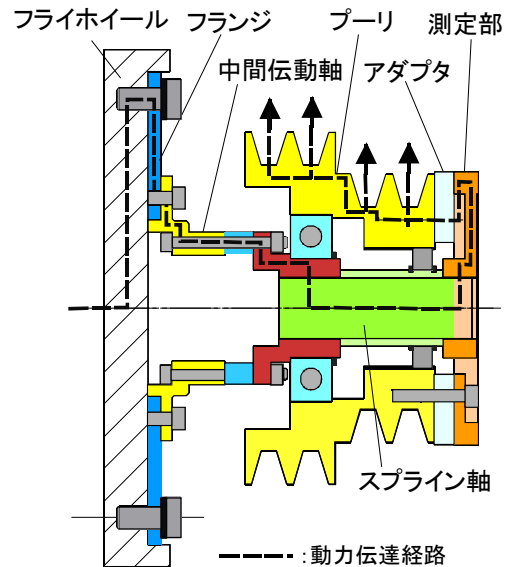 フライホイール
フランジ
プーリ
測定部
中間伝動軸
アダプタ
スプライン軸
:動力伝達経路